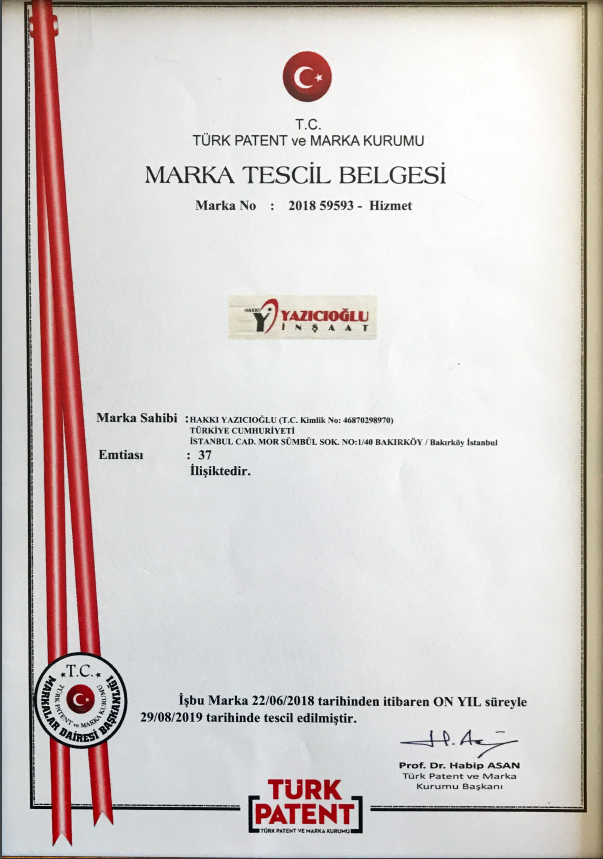 T.C.
TÜRK PATENT ve MARKA KURUMU
MARKA TESCİL BELGESİ
Marka No : 2018 59593 - Hizmet
HAKKI
YAZICIOĞLU
İNŞAAT
Marka Sahibi :HAKKI YAZICIOĞLU (T.C. Kimlik No: 46870298970)
TÜRKİYE CUMHURİYETİ
İSTANBUL CAD. MOR SÜMBÜL SOK. NO:1/40 BAKIRKÖY / Bakırköy İstanbul
Emtiası : 37
İlişiktedir.
T.C.
TÜRK PATENT ve MARKA KURUMU
MARKALAR DAİRESİ BAŞKANLIĞI
İşbu Marka 22/06/2018 tarihinden itibaren ON YIL süreyle
29/08/2019 tarihinde tescil edilmiştir.
Prof. Dr. Habip ASAN
Türk Patent ve Marka
Kurumu Başkanı
TÜRK
PATENT
TÜRK PATENT VE MARKA KURUMU